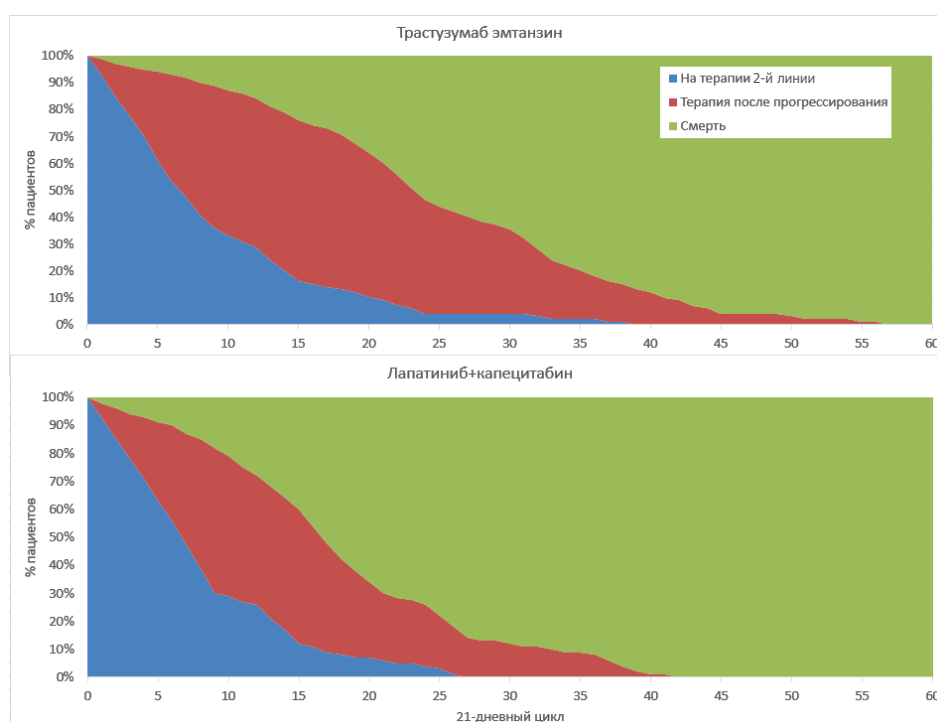 Трастузумаб эмтанзин
100%
90%
80%
70%
60%
50%
40%
30%
20%
10%
0%
% пациентов
На терапии 2-й линии
Терапия после прогрессирования
Смерть
0 5 10 15 20 25 30 35 40 45 50 55 60
Лапатиниб+капецитабин
100%
90%
80%
70%
60%
50%
40%
30%
20%
10%
0%
% пациентов
0 5 10 15 20 25 30 35 40 45 50 55 60
21-дневный цикл